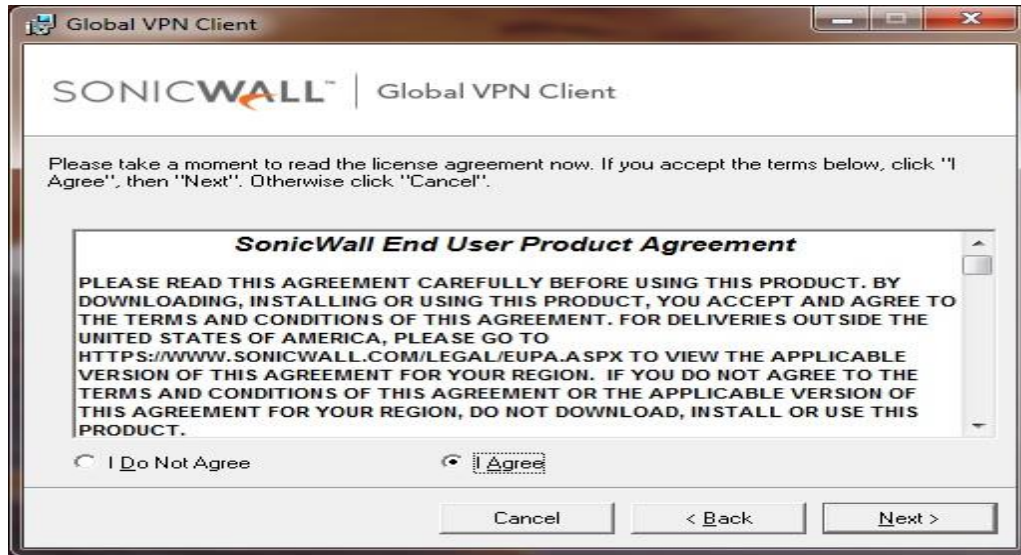 Global VPN Client
SONICWALL™ | Global VPN Client
Please take a moment to read the license agreement now. If you accept the terms below, click "I
Agree", then "Next". Otherwise click "Cancel".
SonicWall End User Product Agreement
PLEASE READ THIS AGREEMENT CAREFULLY BEFORE USING THIS PRODUCT. BY
DOWNLOADING, INSTALLING OR USING THIS PRODUCT, YOU ACCEPT AND AGREE TO
THE TERMS AND CONDITIONS OF THIS AGREEMENT. FOR DELIVERIES OUTSIDE THE
UNITED STATES OF AMERICA, PLEASE GO TO
HTTPS://WWW.SONICWALL.COM/LEGAL/EUPA.ASPX TO VIEW THE APPLICABLE
VERSION OF THIS AGREEMENT FOR YOUR REGION. IF YOU DO NOT AGREE TO THE
TERMS AND CONDITIONS OF THIS AGREEMENT OR THE APPLICABLE VERSION OF
THIS AGREEMENT FOR YOUR REGION, DO NOT DOWNLOAD, INSTALL OR USE THIS
PRODUCT.
I Do Not Agree I Agree
Cancel < Back Next >